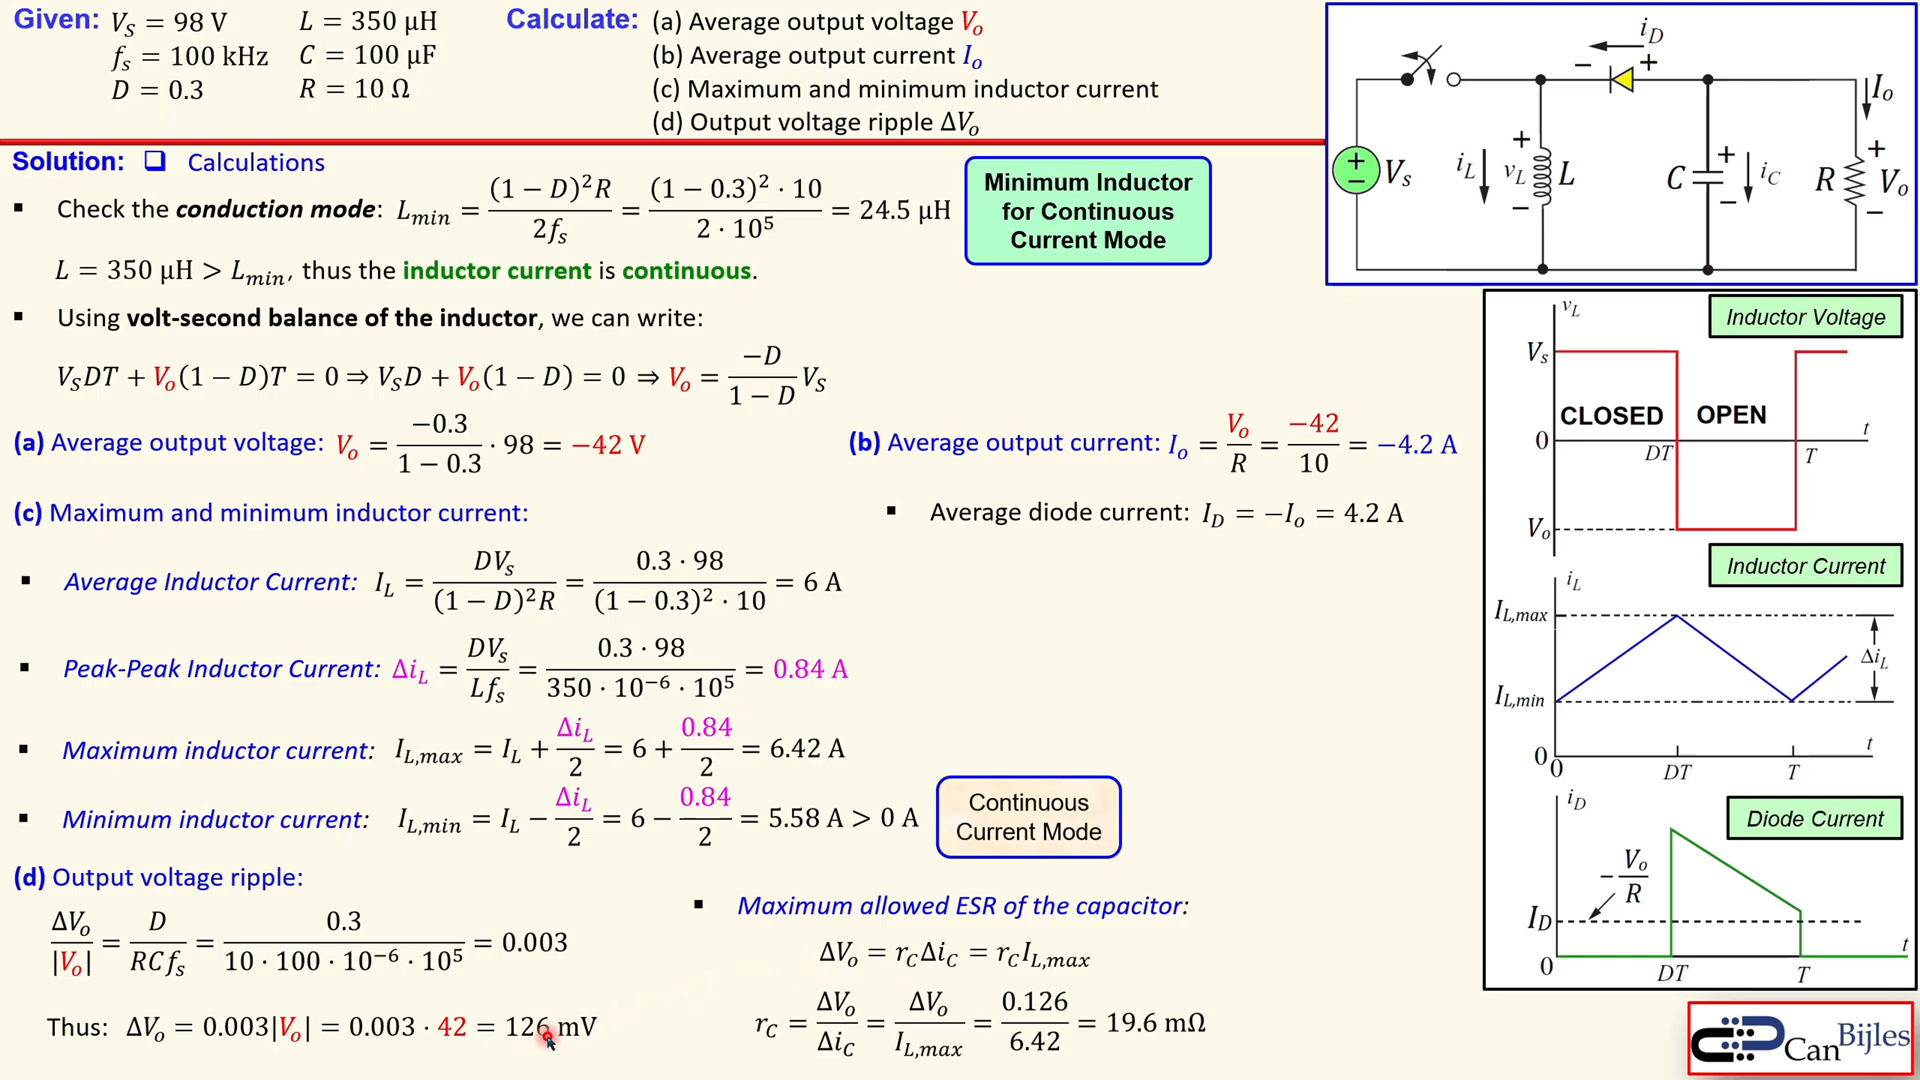 Given: V_S = 98 V L = 350 μH
f_s = 100 kHz C = 100 μF
D = 0.3 R = 10 Ω
Calculate: (a) Average output voltage V_o
(b) Average output current I_o
(c) Maximum and minimum inductor current
(d) Output voltage ripple ΔV_o
Solution: ❑ Calculations
▪ Check the conduction mode: L_min = (1 − D)²R / 2f_s = (1 − 0.3)² · 10 / 2 · 10⁵ = 24.5 μH
Minimum Inductor
for Continuous
Current Mode
L = 350 μH > L_min, thus the inductor current is continuous.
▪ Using volt-second balance of the inductor, we can write:
V_SDT + V_o(1 − D)T = 0 ⇒ V_SD + V_o(1 − D) = 0 ⇒ V_o = −D / 1 − D V_S
(a) Average output voltage: V_o = −0.3 / 1 − 0.3 · 98 = −42 V
(b) Average output current: I_o = V_o / R = −42 / 10 = −4.2 A
▪ Average diode current: I_D = −I_o = 4.2 A
(c) Maximum and minimum inductor current:
▪ Average Inductor Current: I_L = DV_s / (1 − D)²R = 0.3 · 98 / (1 − 0.3)² · 10 = 6 A
▪ Peak-Peak Inductor Current: Δi_L = DV_s / Lf_s = 0.3 · 98 / 350 · 10⁻⁶ · 10⁵ = 0.84 A
▪ Maximum inductor current: I_L,max = I_L + Δi_L / 2 = 6 + 0.84 / 2 = 6.42 A
▪ Minimum inductor current: I_L,min = I_L − Δi_L / 2 = 6 − 0.84 / 2 = 5.58 A > 0 A
Continuous
Current Mode
(d) Output voltage ripple:
ΔV_o / |V_o| = D / RCf_s = 0.3 / 10 · 100 · 10⁻⁶ · 10⁵ = 0.003
Thus: ΔV_o = 0.003|V_o| = 0.003 · 42 = 126 mV
▪ Maximum allowed ESR of the capacitor:
ΔV_o = r_CΔi_C = r_CI_L,max
r_C = ΔV_o / Δi_C = ΔV_o / I_L,max = 0.126 / 6.42 = 19.6 mΩ
i_D
− +
I_o
+ − V_s
i_L + v_L − L
C + − i_C
R + V_o −
v_L
Inductor Voltage
V_s
CLOSED OPEN
0 DT T t
V_o
Inductor Current
i_L
I_L,max
Δi_L
I_L,min
0 0 DT T t
i_D
Diode Current
− V_o / R
I_D
0 DT T t
CanBijles